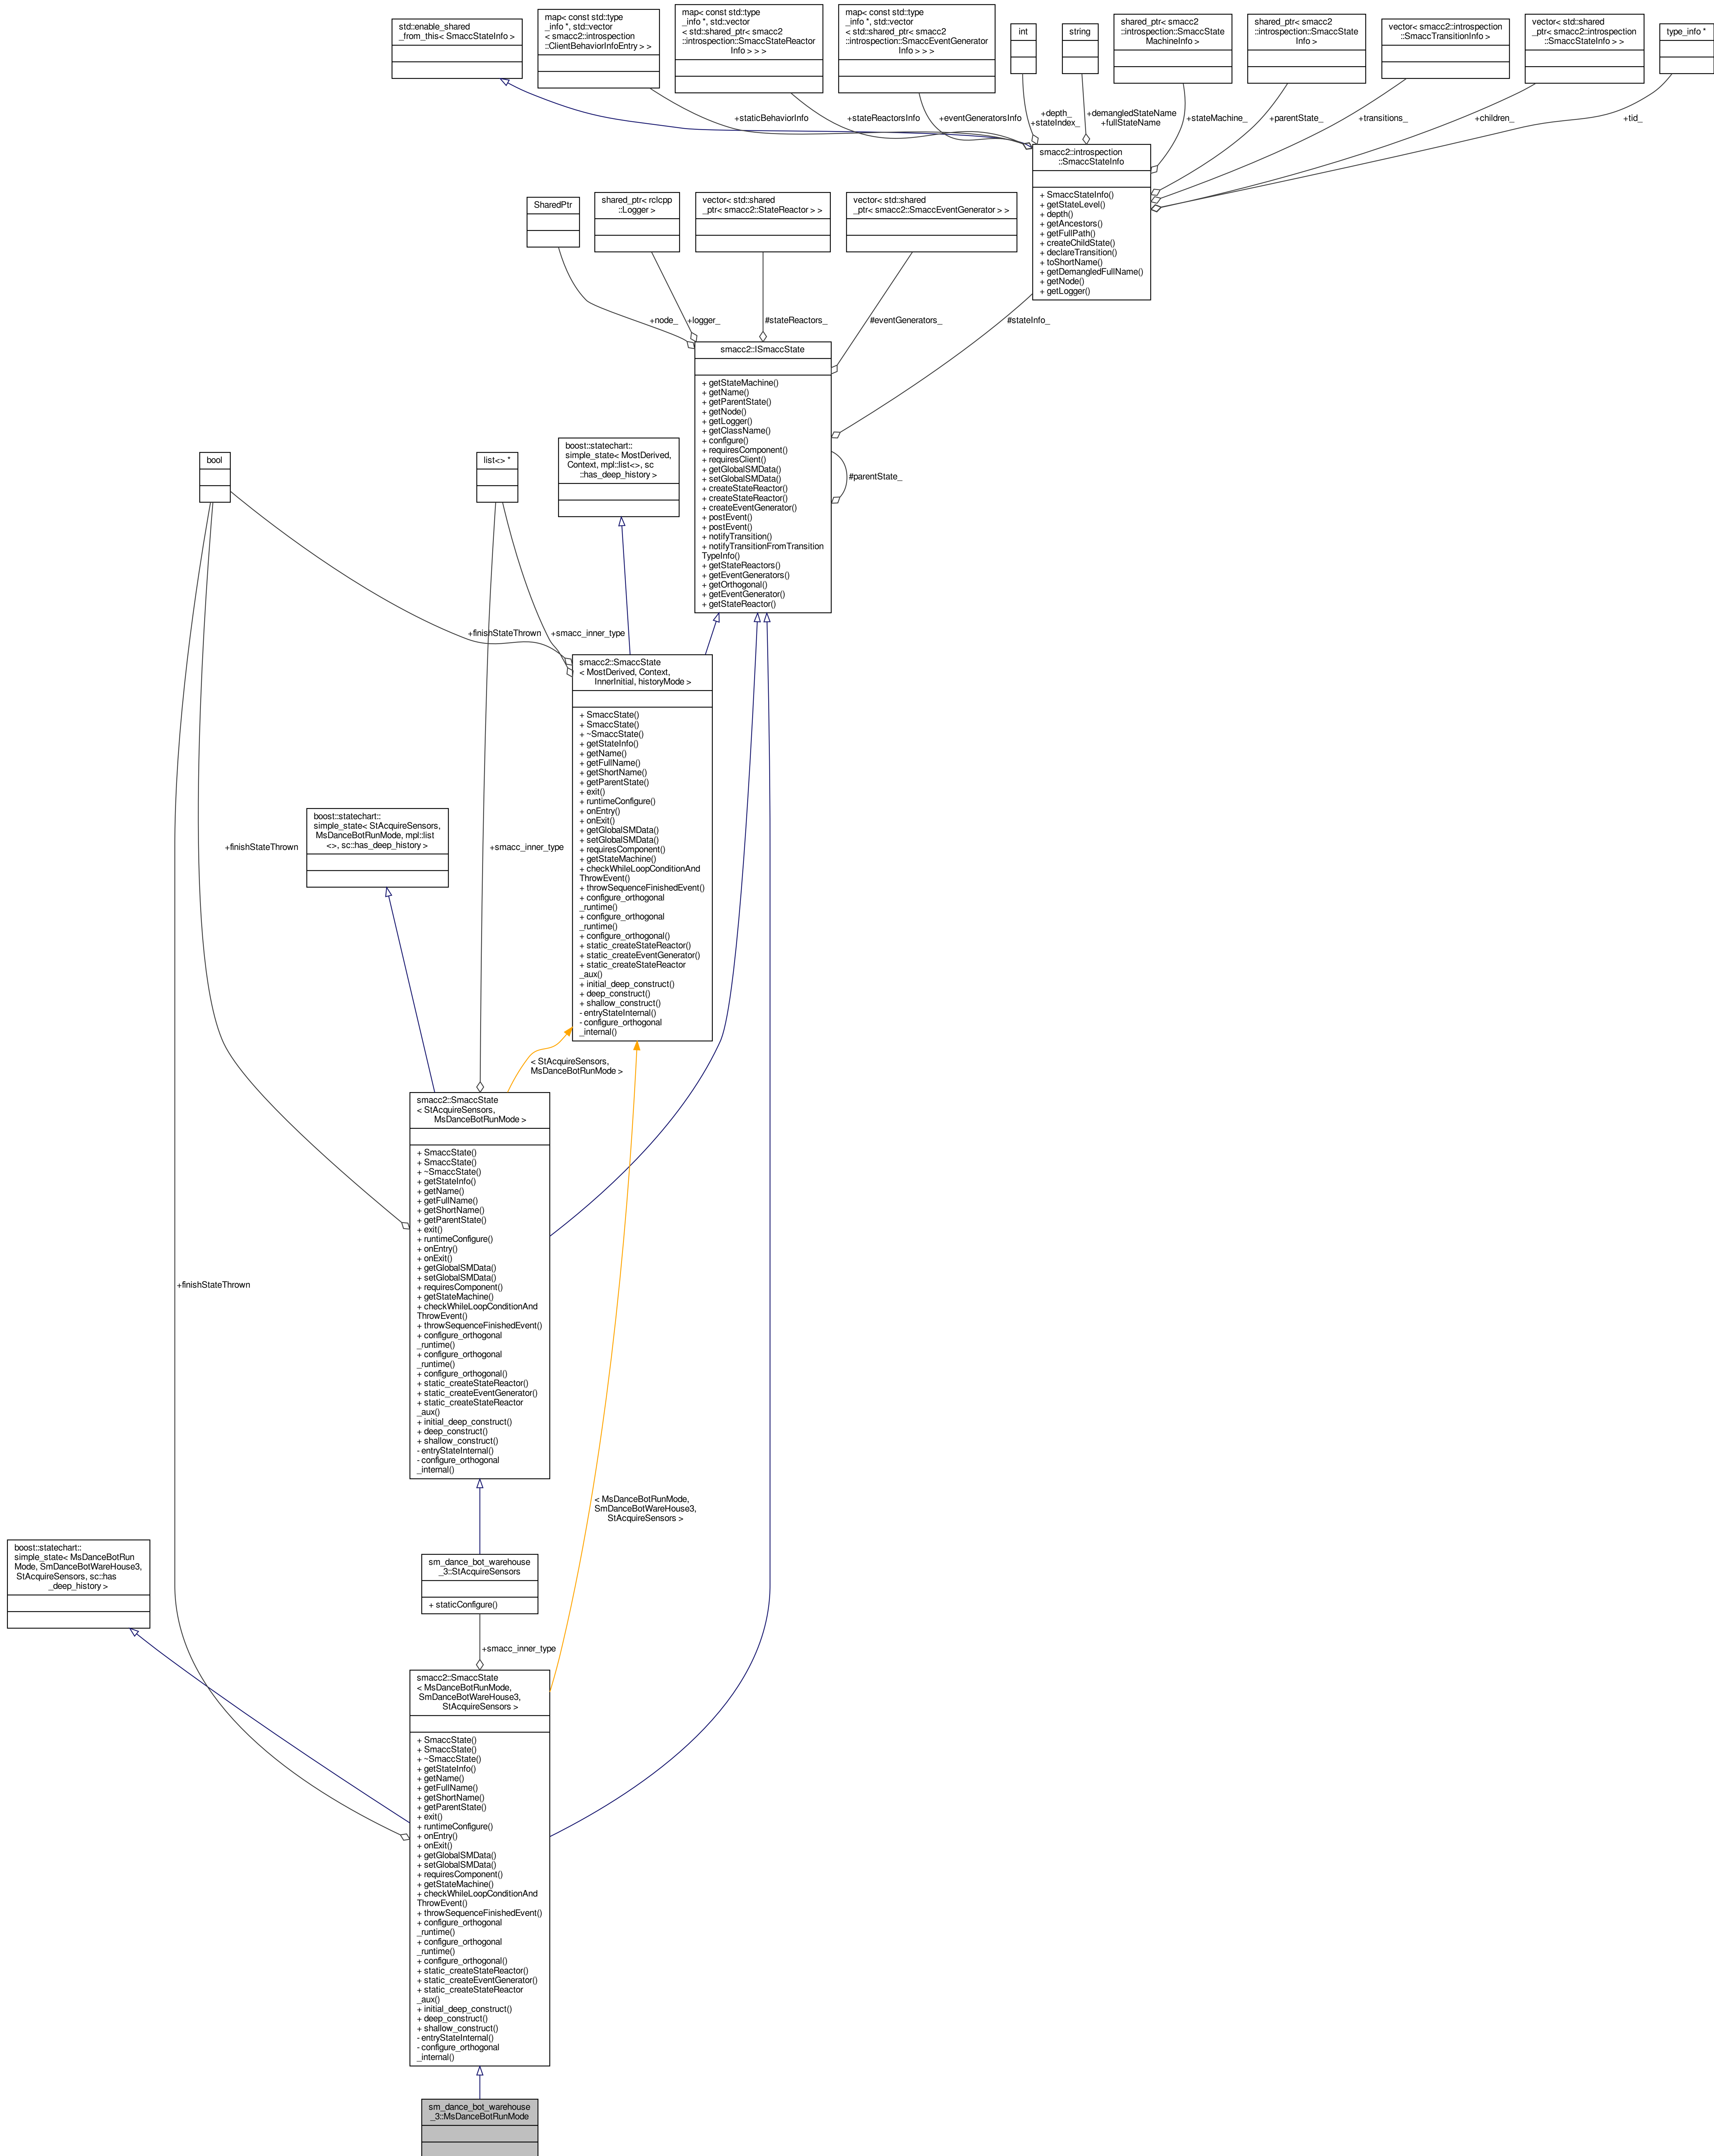 std::enable_shared
_from_this< SmaccStateInfo >
map< const std::type
_info *, std::vector
< smacc2::introspection
::ClientBehaviorInfoEntry > >
map< const std::type
_info *, std::vector
< std::shared_ptr< smacc2
::introspection::SmaccStateReactor
Info > > >
map< const std::type
_info *, std::vector
< std::shared_ptr< smacc2
::introspection::SmaccEventGenerator
Info > > >
int
string
shared_ptr< smacc2
::introspection::SmaccState
MachineInfo >
shared_ptr< smacc2
::introspection::SmaccState
Info >
vector< smacc2::introspection
::SmaccTransitionInfo >
vector< std::shared
_ptr< smacc2::introspection
::SmaccStateInfo > >
type_info *
+staticBehaviorInfo
+stateReactorsInfo
+eventGeneratorsInfo
+depth_
+stateIndex_
+demangledStateName
+fullStateName
+stateMachine_
+parentState_
+transitions_
+children_
+tid_
smacc2::introspection
::SmaccStateInfo
+ SmaccStateInfo()
+ getStateLevel()
+ depth()
+ getAncestors()
+ getFullPath()
+ createChildState()
+ declareTransition()
+ toShortName()
+ getDemangledFullName()
+ getNode()
+ getLogger()
SharedPtr
shared_ptr< rclcpp
::Logger >
vector< std::shared
_ptr< smacc2::StateReactor > >
vector< std::shared
_ptr< smacc2::SmaccEventGenerator > >
+node_
+logger_
#stateReactors_
#eventGenerators_
#stateInfo_
smacc2::ISmaccState
+ getStateMachine()
+ getName()
+ getParentState()
+ getNode()
+ getLogger()
+ getClassName()
+ configure()
+ requiresComponent()
+ requiresClient()
+ getGlobalSMData()
+ setGlobalSMData()
+ createStateReactor()
+ createStateReactor()
+ createEventGenerator()
+ postEvent()
+ postEvent()
+ notifyTransition()
+ notifyTransitionFromTransition
TypeInfo()
+ getStateReactors()
+ getEventGenerators()
+ getOrthogonal()
+ getEventGenerator()
+ getStateReactor()
#parentState_
bool
list<> *
boost::statechart::
simple_state< MostDerived,
Context, mpl::list<>, sc
::has_deep_history >
+finishStateThrown
+smacc_inner_type
smacc2::SmaccState
< MostDerived, Context,
InnerInitial, historyMode >
+ SmaccState()
+ SmaccState()
+ ~SmaccState()
+ getStateInfo()
+ getName()
+ getFullName()
+ getShortName()
+ getParentState()
+ exit()
+ runtimeConfigure()
+ onEntry()
+ onExit()
+ getGlobalSMData()
+ setGlobalSMData()
+ requiresComponent()
+ getStateMachine()
+ checkWhileLoopConditionAnd
ThrowEvent()
+ throwSequenceFinishedEvent()
+ configure_orthogonal
_runtime()
+ configure_orthogonal
_runtime()
+ configure_orthogonal()
+ static_createStateReactor()
+ static_createEventGenerator()
+ static_createStateReactor
_aux()
+ initial_deep_construct()
+ deep_construct()
+ shallow_construct()
- entryStateInternal()
- configure_orthogonal
_internal()
boost::statechart::
simple_state< StAcquireSensors,
MsDanceBotRunMode, mpl::list
<>, sc::has_deep_history >
+finishStateThrown
+smacc_inner_type
< StAcquireSensors,
MsDanceBotRunMode >
smacc2::SmaccState
< StAcquireSensors,
MsDanceBotRunMode >
+ SmaccState()
+ SmaccState()
+ ~SmaccState()
+ getStateInfo()
+ getName()
+ getFullName()
+ getShortName()
+ getParentState()
+ exit()
+ runtimeConfigure()
+ onEntry()
+ onExit()
+ getGlobalSMData()
+ setGlobalSMData()
+ requiresComponent()
+ getStateMachine()
+ checkWhileLoopConditionAnd
ThrowEvent()
+ throwSequenceFinishedEvent()
+ configure_orthogonal
_runtime()
+ configure_orthogonal
_runtime()
+ configure_orthogonal()
+ static_createStateReactor()
+ static_createEventGenerator()
+ static_createStateReactor
_aux()
+ initial_deep_construct()
+ deep_construct()
+ shallow_construct()
- entryStateInternal()
- configure_orthogonal
_internal()
+finishStateThrown
< MsDanceBotRunMode,
SmDanceBotWareHouse3,
StAcquireSensors >
boost::statechart::
simple_state< MsDanceBotRun
Mode, SmDanceBotWareHouse3,
StAcquireSensors, sc::has
_deep_history >
sm_dance_bot_warehouse
_3::StAcquireSensors
+ staticConfigure()
+smacc_inner_type
smacc2::SmaccState
< MsDanceBotRunMode,
SmDanceBotWareHouse3,
StAcquireSensors >
+ SmaccState()
+ SmaccState()
+ ~SmaccState()
+ getStateInfo()
+ getName()
+ getFullName()
+ getShortName()
+ getParentState()
+ exit()
+ runtimeConfigure()
+ onEntry()
+ onExit()
+ getGlobalSMData()
+ setGlobalSMData()
+ requiresComponent()
+ getStateMachine()
+ checkWhileLoopConditionAnd
ThrowEvent()
+ throwSequenceFinishedEvent()
+ configure_orthogonal
_runtime()
+ configure_orthogonal
_runtime()
+ configure_orthogonal()
+ static_createStateReactor()
+ static_createEventGenerator()
+ static_createStateReactor
_aux()
+ initial_deep_construct()
+ deep_construct()
+ shallow_construct()
- entryStateInternal()
- configure_orthogonal
_internal()
sm_dance_bot_warehouse
_3::MsDanceBotRunMode